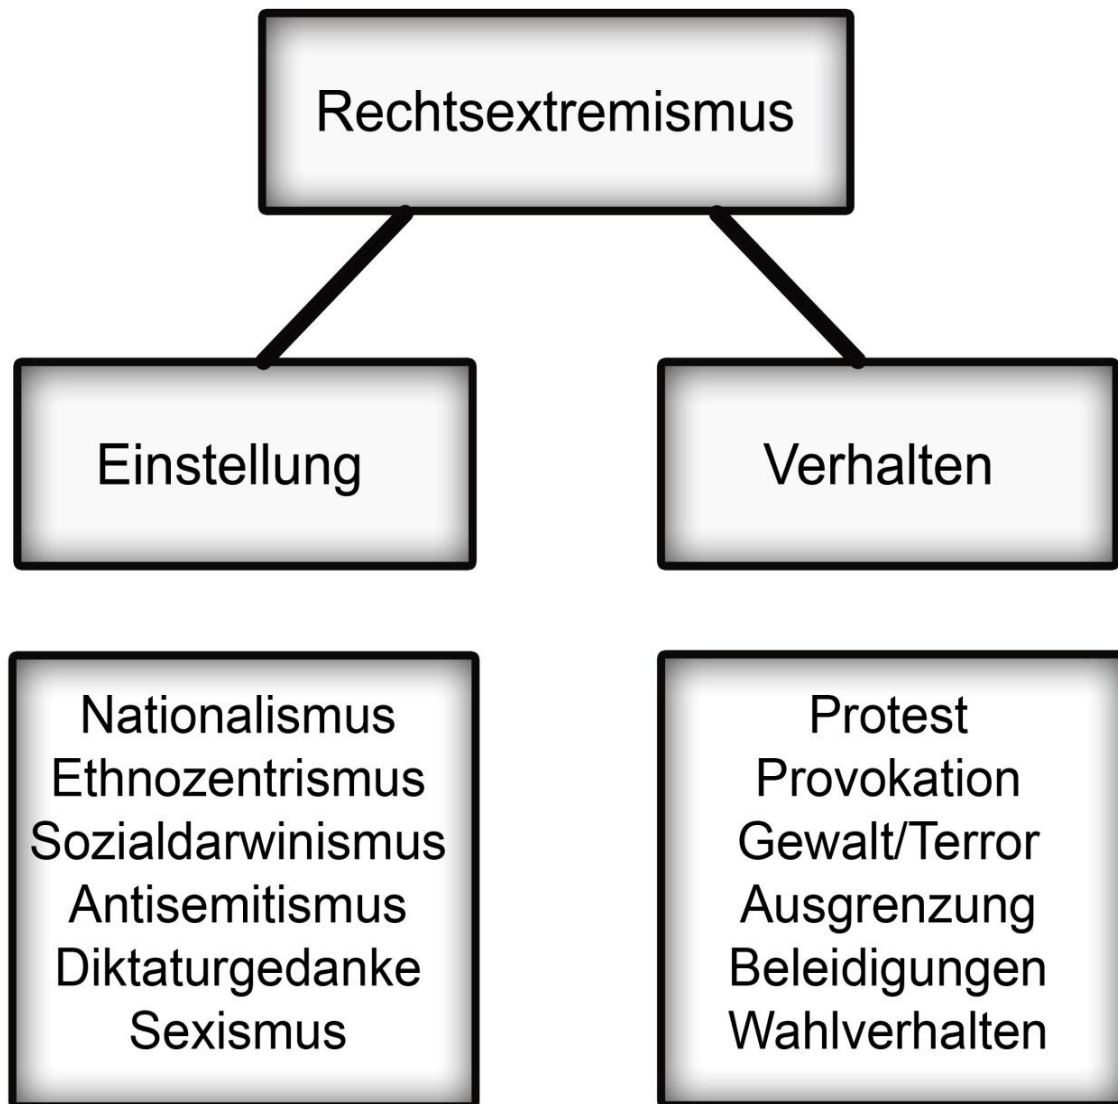 Rechtsextremismus
Einstellung
Verhalten
Nationalismus
Ethnozentrismus
Sozialdarwinismus
Antisemitismus
Diktaturgedanke
Sexismus
Protest
Provokation
Gewalt/Terror
Ausgrenzung
Beleidigungen
Wahlverhalten